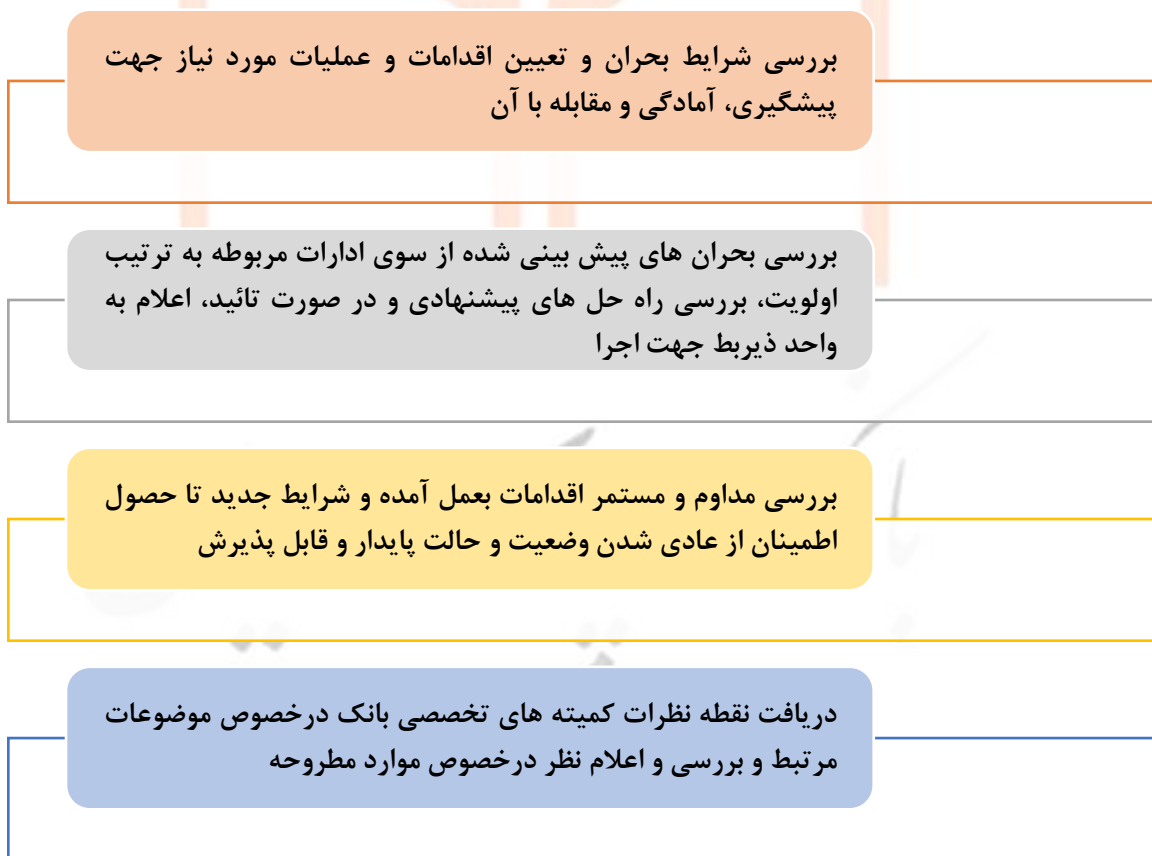 بررسی شرایط بحران و تعیین اقدامات و عملیات مورد نیاز جهت
پیشگیری، آمادگی و مقابله با آن
بررسی بحران های پیش بینی شده از سوی ادارات مربوطه به ترتیب
اولویت، بررسی راه حل های پیشنهادی و در صورت تائید، اعلام به
واحد ذیربط جهت اجرا
بررسی مداوم و مستمر اقدامات بعمل آمده و شرایط جدید تا حصول
اطمینان از عادی شدن وضعیت و حالت پایدار و قابل پذیرش
دریافت نقطه نظرات کمیته های تخصصی بانک درخصوص موضوعات
مرتبط و بررسی و اعلام نظر درخصوص موارد مطروحه